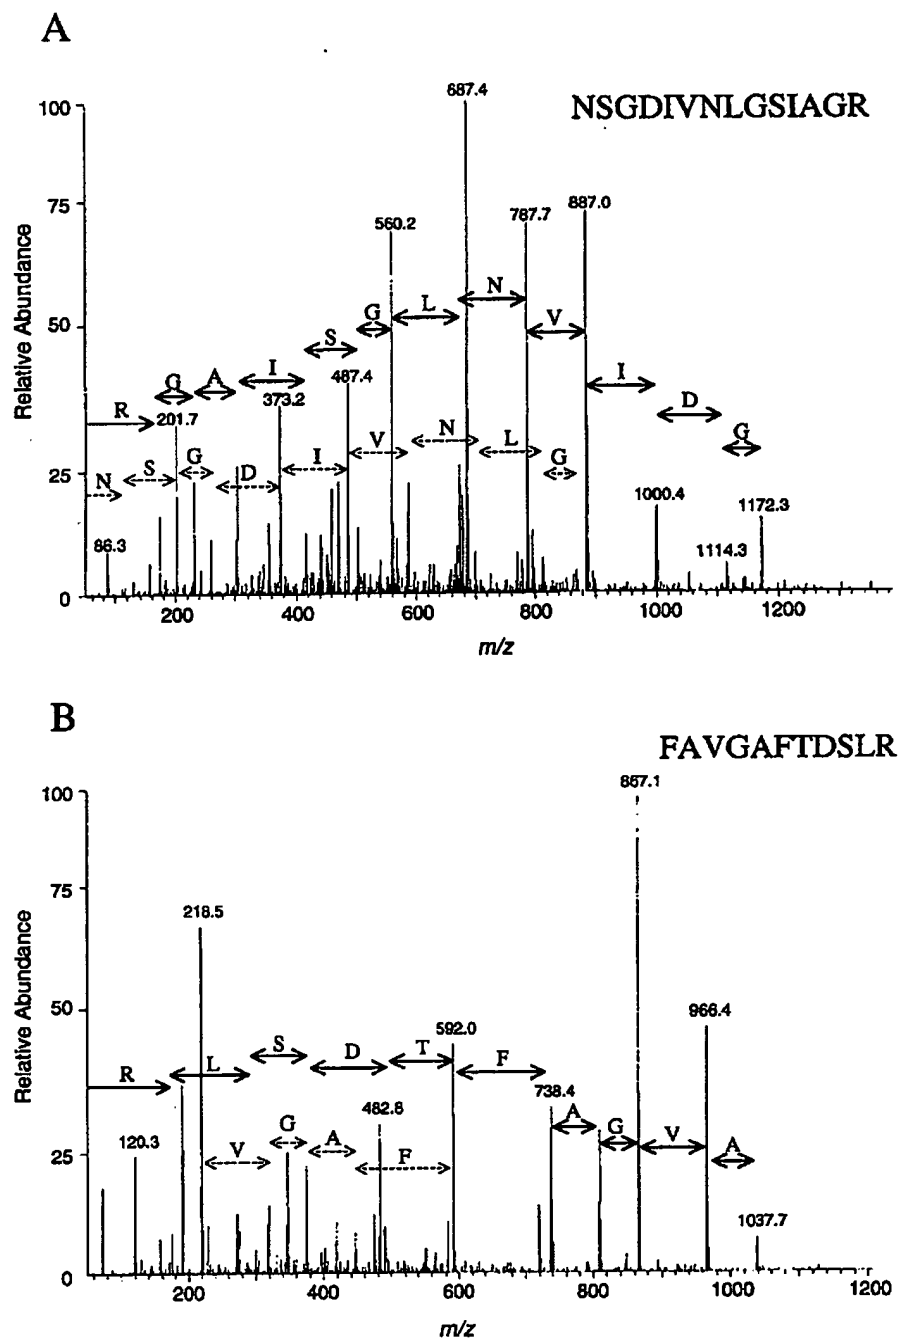 A
687.4
NSGDIVNLGSIAGR
100
75
50
25
0
Relative Abundance
560.2
787.7
887.0
N
L
V
G
S
487.4
I
I
A
373.2
D
G
R
201.7
G
N
V
L
G
I
D
G
S
N
1000.4
1172.3
86.3
1114.3
200
400
600
800
1000
1200
m/z
B
FAVGAFTDSLR
857.1
100
75
50
25
0
Relative Abundance
218.5
966.4
592.0
S
D
T
F
R
L
738.4
A
482.8
G
V
A
120.3
V
G
A
F
1037.7
200
400
600
800
1000
1200
m/z